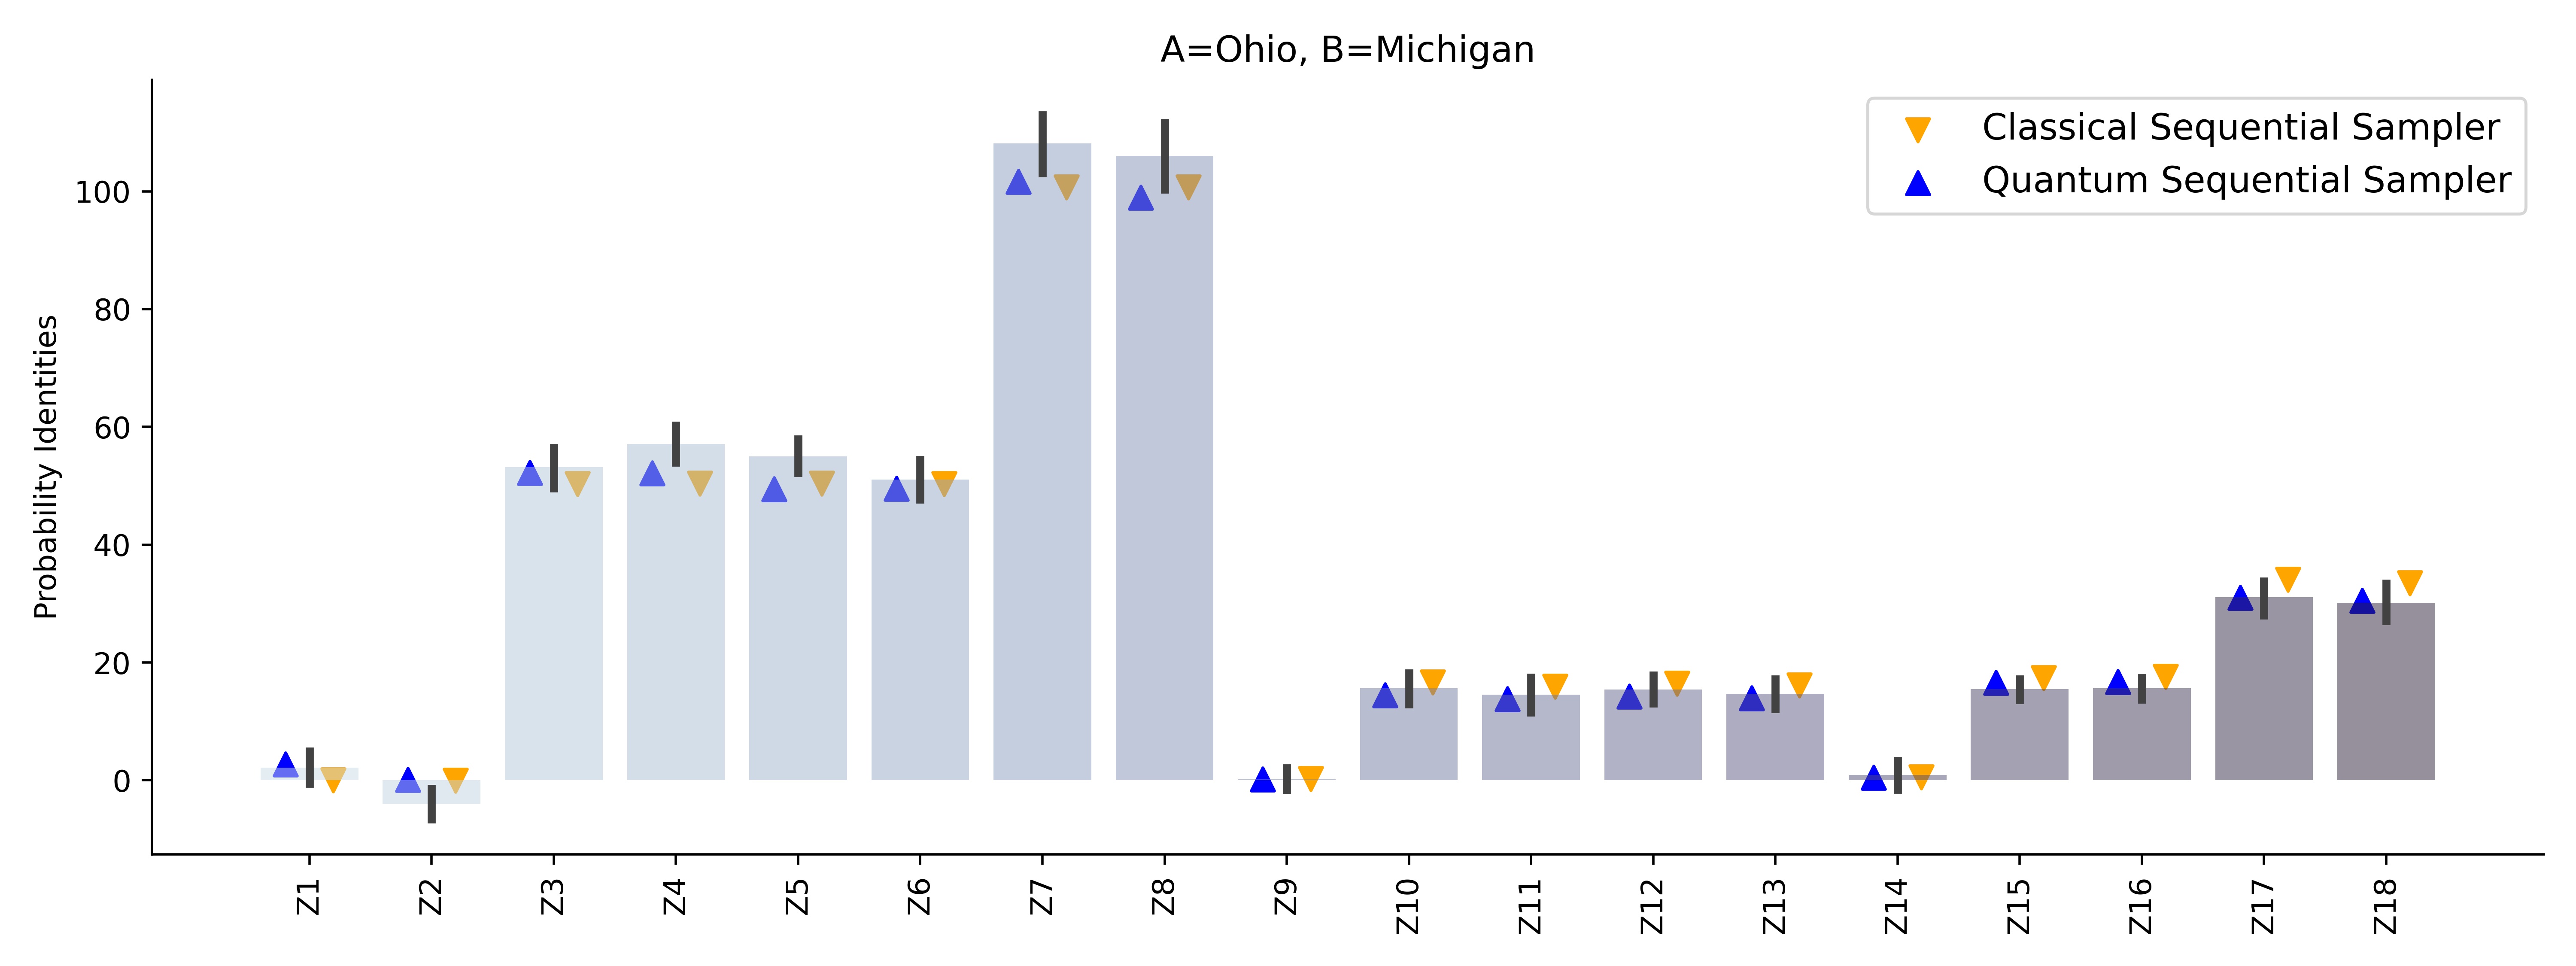 A=Ohio, B=Michigan
Classical Sequential Sampler
Quantum Sequential Sampler
Probability Identities
100
80
60
40
20
0
Z1
Z2
Z3
Z4
Z5
Z6
Z7
Z8
Z9
Z10
Z11
Z12
Z13
Z14
Z15
Z16
Z17
Z18